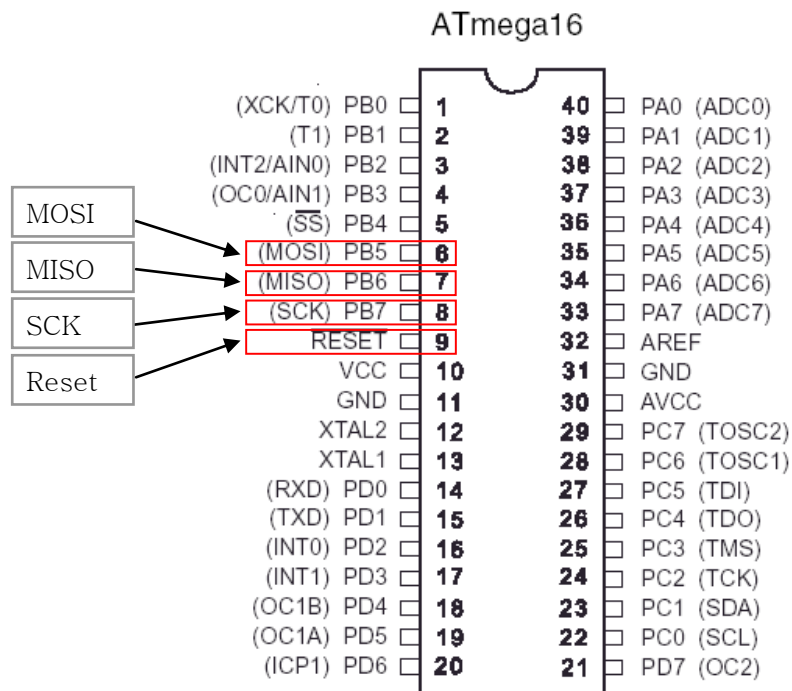 ATmega16
(XCK/T0) PB0 1 40 PA0 (ADC0)
(T1) PB1 2 39 PA1 (ADC1)
(INT2/AIN0) PB2 3 38 PA2 (ADC2)
(OC0/AIN1) PB3 4 37 PA3 (ADC3)
MOSI
(SS) PB4 5 36 PA4 (ADC4)
(MOSI) PB5 6 35 PA5 (ADC5)
MISO
(MISO) PB6 7 34 PA6 (ADC6)
(SCK) PB7 8 33 PA7 (ADC7)
SCK
RESET 9 32 AREF
VCC 10 31 GND
Reset
GND 11 30 AVCC
XTAL2 12 29 PC7 (TOSC2)
XTAL1 13 28 PC6 (TOSC1)
(RXD) PD0 14 27 PC5 (TDI)
(TXD) PD1 15 26 PC4 (TDO)
(INT0) PD2 16 25 PC3 (TMS)
(INT1) PD3 17 24 PC2 (TCK)
(OC1B) PD4 18 23 PC1 (SDA)
(OC1A) PD5 19 22 PC0 (SCL)
(ICP1) PD6 20 21 PD7 (OC2)